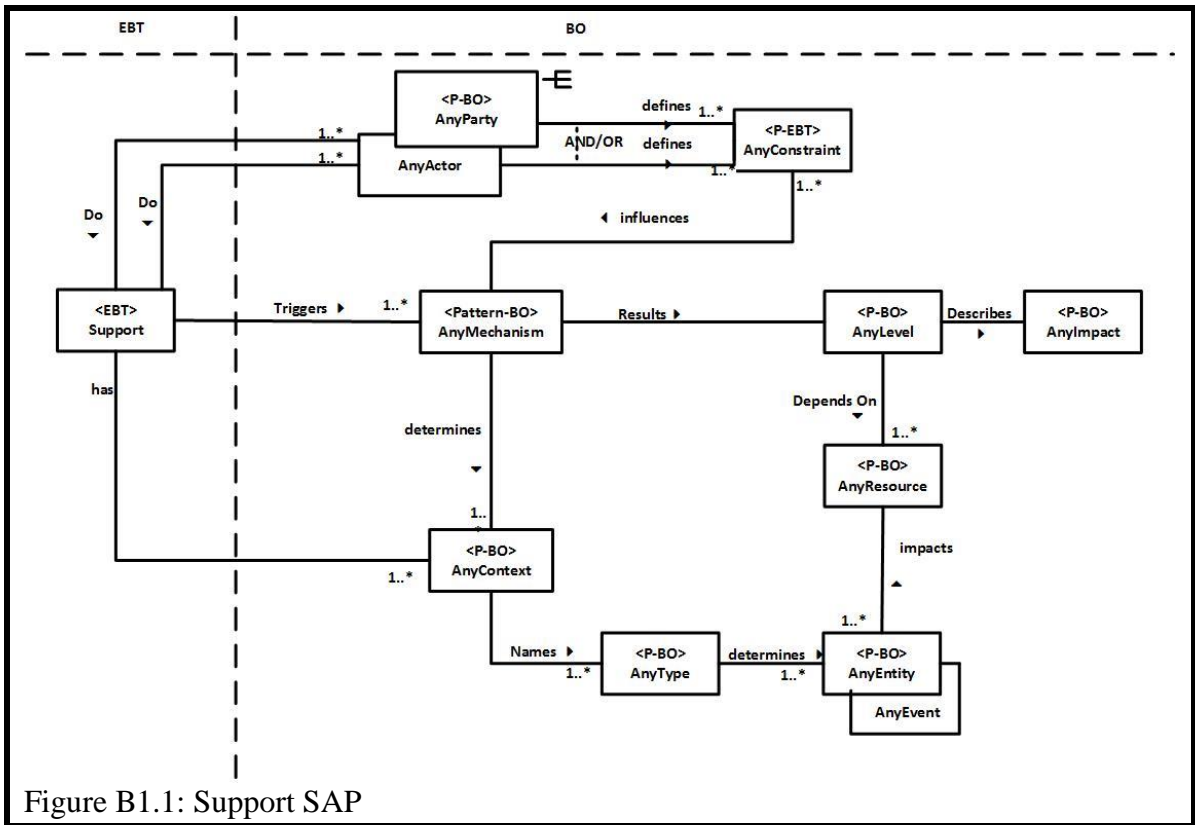 EBT
BO
<P-BO>
AnyParty
AnyActor
defines
1..*
AND/OR
defines
1..*
<P-EBT>
AnyConstraint
1..*
1..*
1..*
Do
Do
influences
<EBT>
Support
Triggers
1..*
<Pattern-BO>
AnyMechanism
Results
<P-BO>
AnyLevel
Describes
<P-BO>
AnyImpact
has
Depends On
1..*
determines
<P-BO>
AnyResource
1..
*
<P-BO>
AnyContext
1..*
impacts
1..*
Names
1..*
<P-BO>
AnyType
determines
1..*
<P-BO>
AnyEntity
AnyEvent
Figure B1.1: Support SAP